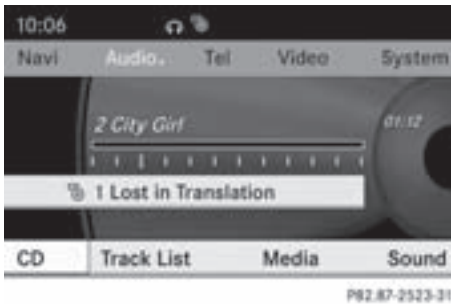 10:06
Navi Audio Tel Video System
2 City Girl 01:12
1 Lost in Translation
CD Track List Media Sound
P82.87-2523-31